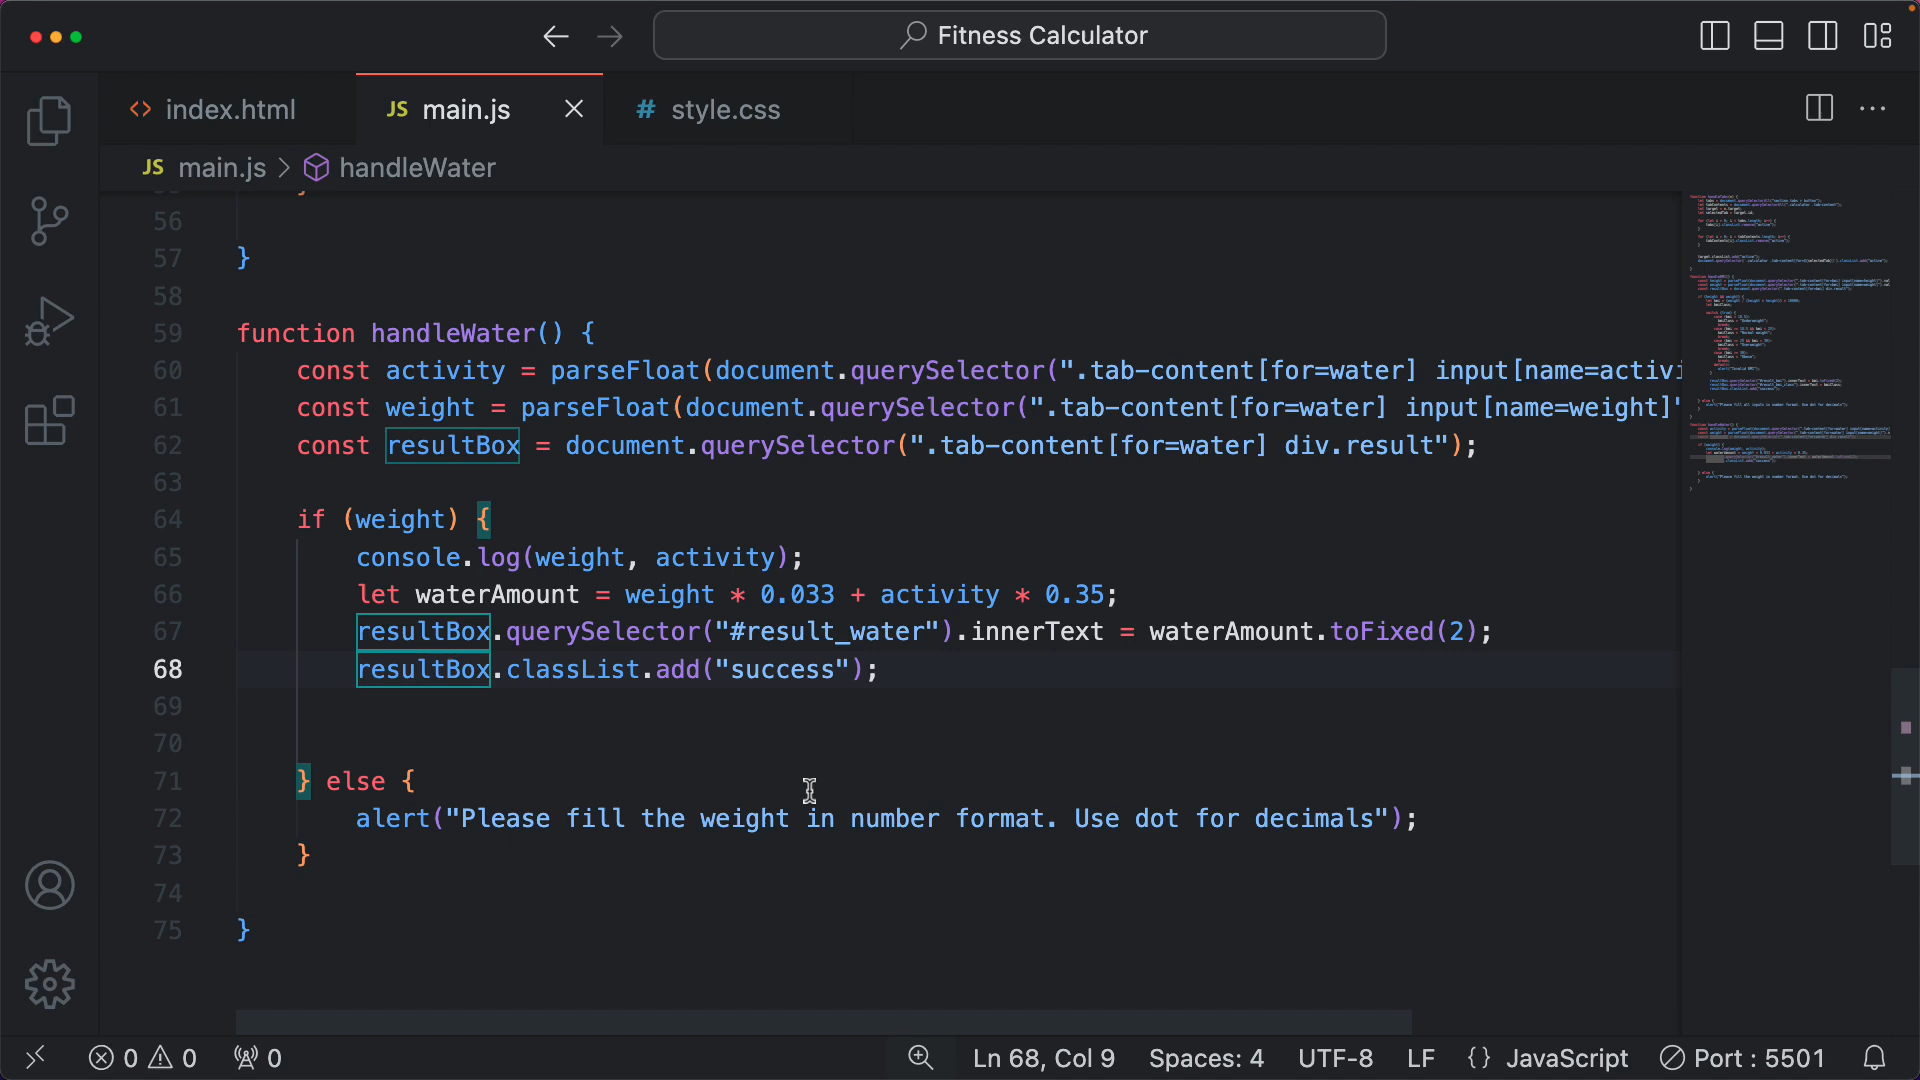 Fitness Calculator
<> index.html JS main.js # style.css
JS main.js > handleWater
56
57 }
58
59 function handleWater() {
60 const activity = parseFloat(document.querySelector(".tab-content[for=water] input[name=activi
61 const weight = parseFloat(document.querySelector(".tab-content[for=water] input[name=weight]"
62 const resultBox = document.querySelector(".tab-content[for=water] div.result");
63
64 if (weight) {
65 console.log(weight, activity);
66 let waterAmount = weight * 0.033 + activity * 0.35;
67 resultBox.querySelector("#result_water").innerText = waterAmount.toFixed(2);
68 resultBox.classList.add("success");
69
70
71 } else {
72 alert("Please fill the weight in number format. Use dot for decimals");
73 }
74
75 }
0 0 0 Ln 68, Col 9 Spaces: 4 UTF-8 LF {} JavaScript Port : 5501